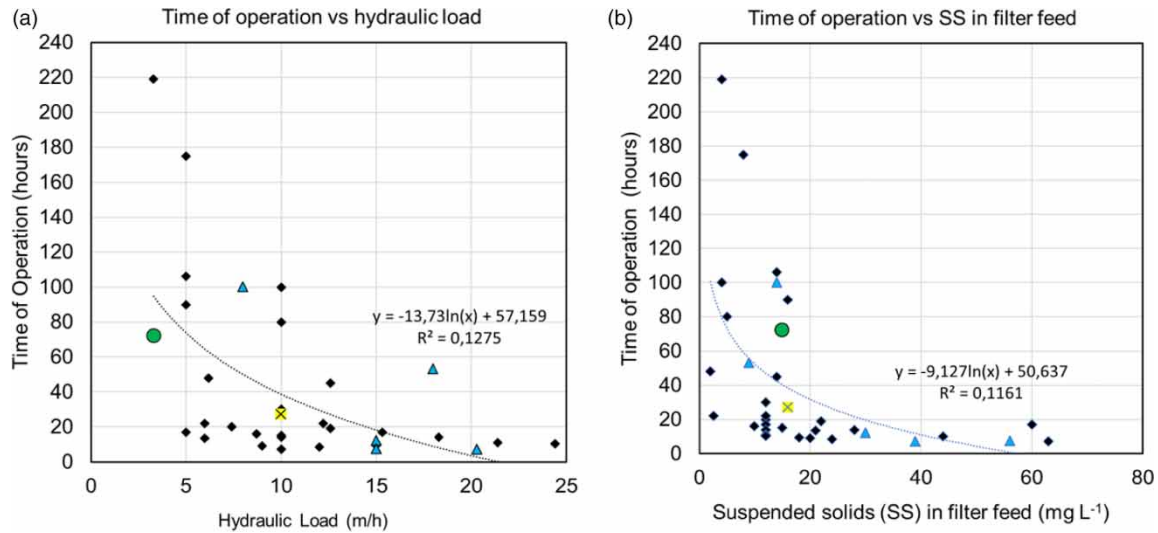 (a)
Time of operation vs hydraulic load
Time of Operation (hours)
240
220
200
180
160
140
120
100
80
60
40
20
0
y = -13,73ln(x) + 57,159
R² = 0,1275
0 5 10 15 20 25
Hydraulic Load (m/h)
(b)
Time of operation vs SS in filter feed
Time of operation (hours)
240
220
200
180
160
140
120
100
80
60
40
20
0
y = -9,127ln(x) + 50,637
R² = 0,1161
0 20 40 60 80
Suspended solids (SS) in filter feed (mg L⁻¹)